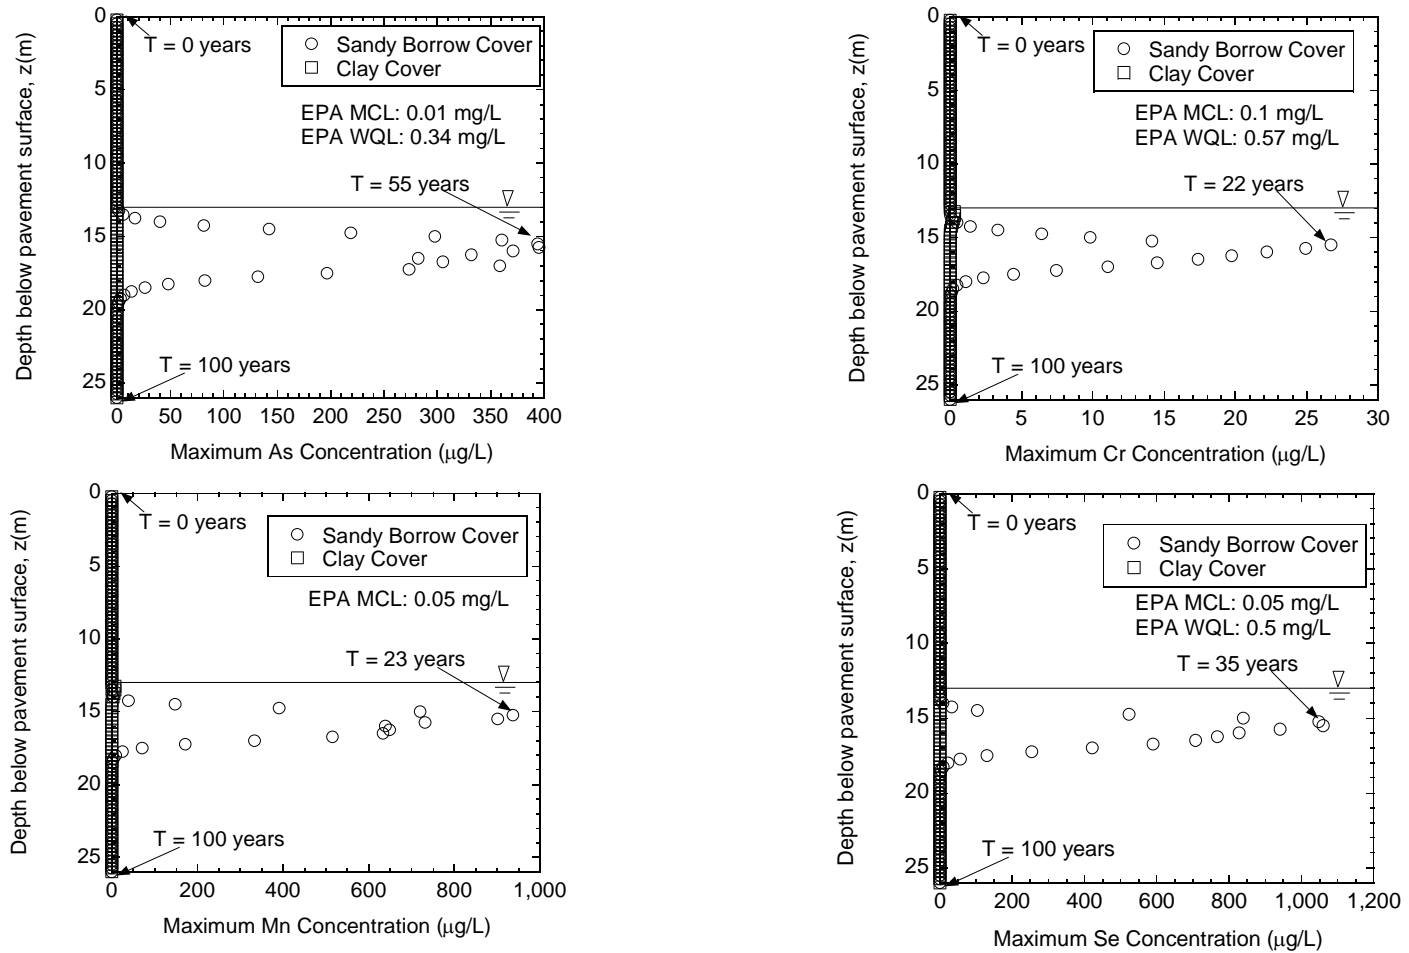 0
5
10
15
20
25
Depth below pavement surface, z(m)
T = 0 years
Sandy Borrow Cover
Clay Cover
EPA MCL: 0.01 mg/L
EPA WQL: 0.34 mg/L
T = 55 years
T = 100 years
0 50 100 150 200 250 300 350 400
Maximum As Concentration (μg/L)
0
5
10
15
20
25
Depth below pavement surface, z(m)
T = 0 years
Sandy Borrow Cover
Clay Cover
EPA MCL: 0.1 mg/L
EPA WQL: 0.57 mg/L
T = 22 years
T = 100 years
0 5 10 15 20 25 30
Maximum Cr Concentration (μg/L)
0
5
10
15
20
25
Depth below pavement surface, z(m)
T = 0 years
Sandy Borrow Cover
Clay Cover
EPA MCL: 0.05 mg/L
T = 23 years
T = 100 years
0 200 400 600 800 1,000
Maximum Mn Concentration (μg/L)
0
5
10
15
20
25
Depth below pavement surface, z(m)
T = 0 years
Sandy Borrow Cover
Clay Cover
EPA MCL: 0.05 mg/L
EPA WQL: 0.5 mg/L
T = 35 years
T = 100 years
0 200 400 600 800 1,000 1,200
Maximum Se Concentration (μg/L)